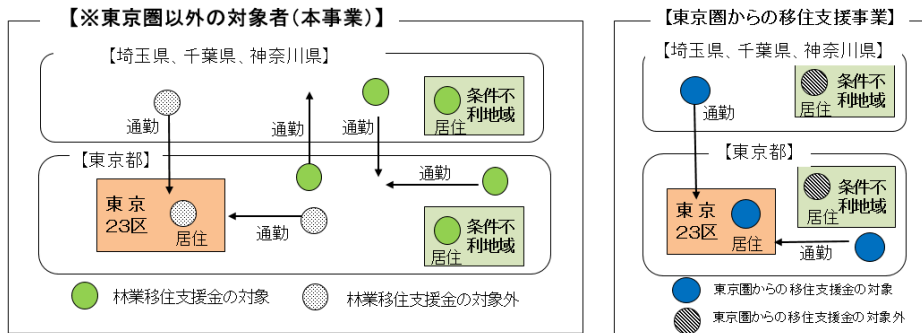 【※東京圏以外の対象者（本事業）】
【埼玉県、千葉県、神奈川県】
条件不
利地域
居住
通勤
通勤
通勤
【東京都】
通勤
東京
23区
居住
通勤
条件不
利地域
居住
林業移住支援金の対象
林業移住支援金の対象外
【東京圏からの移住支援事業】
【埼玉県、千葉県、神奈川県】
条件不
利地域
居住
通勤
【東京都】
条件不
利地域
居住
東京
23区
居住
通勤
東京圏からの移住支援金の対象
東京圏からの移住支援金の対象外